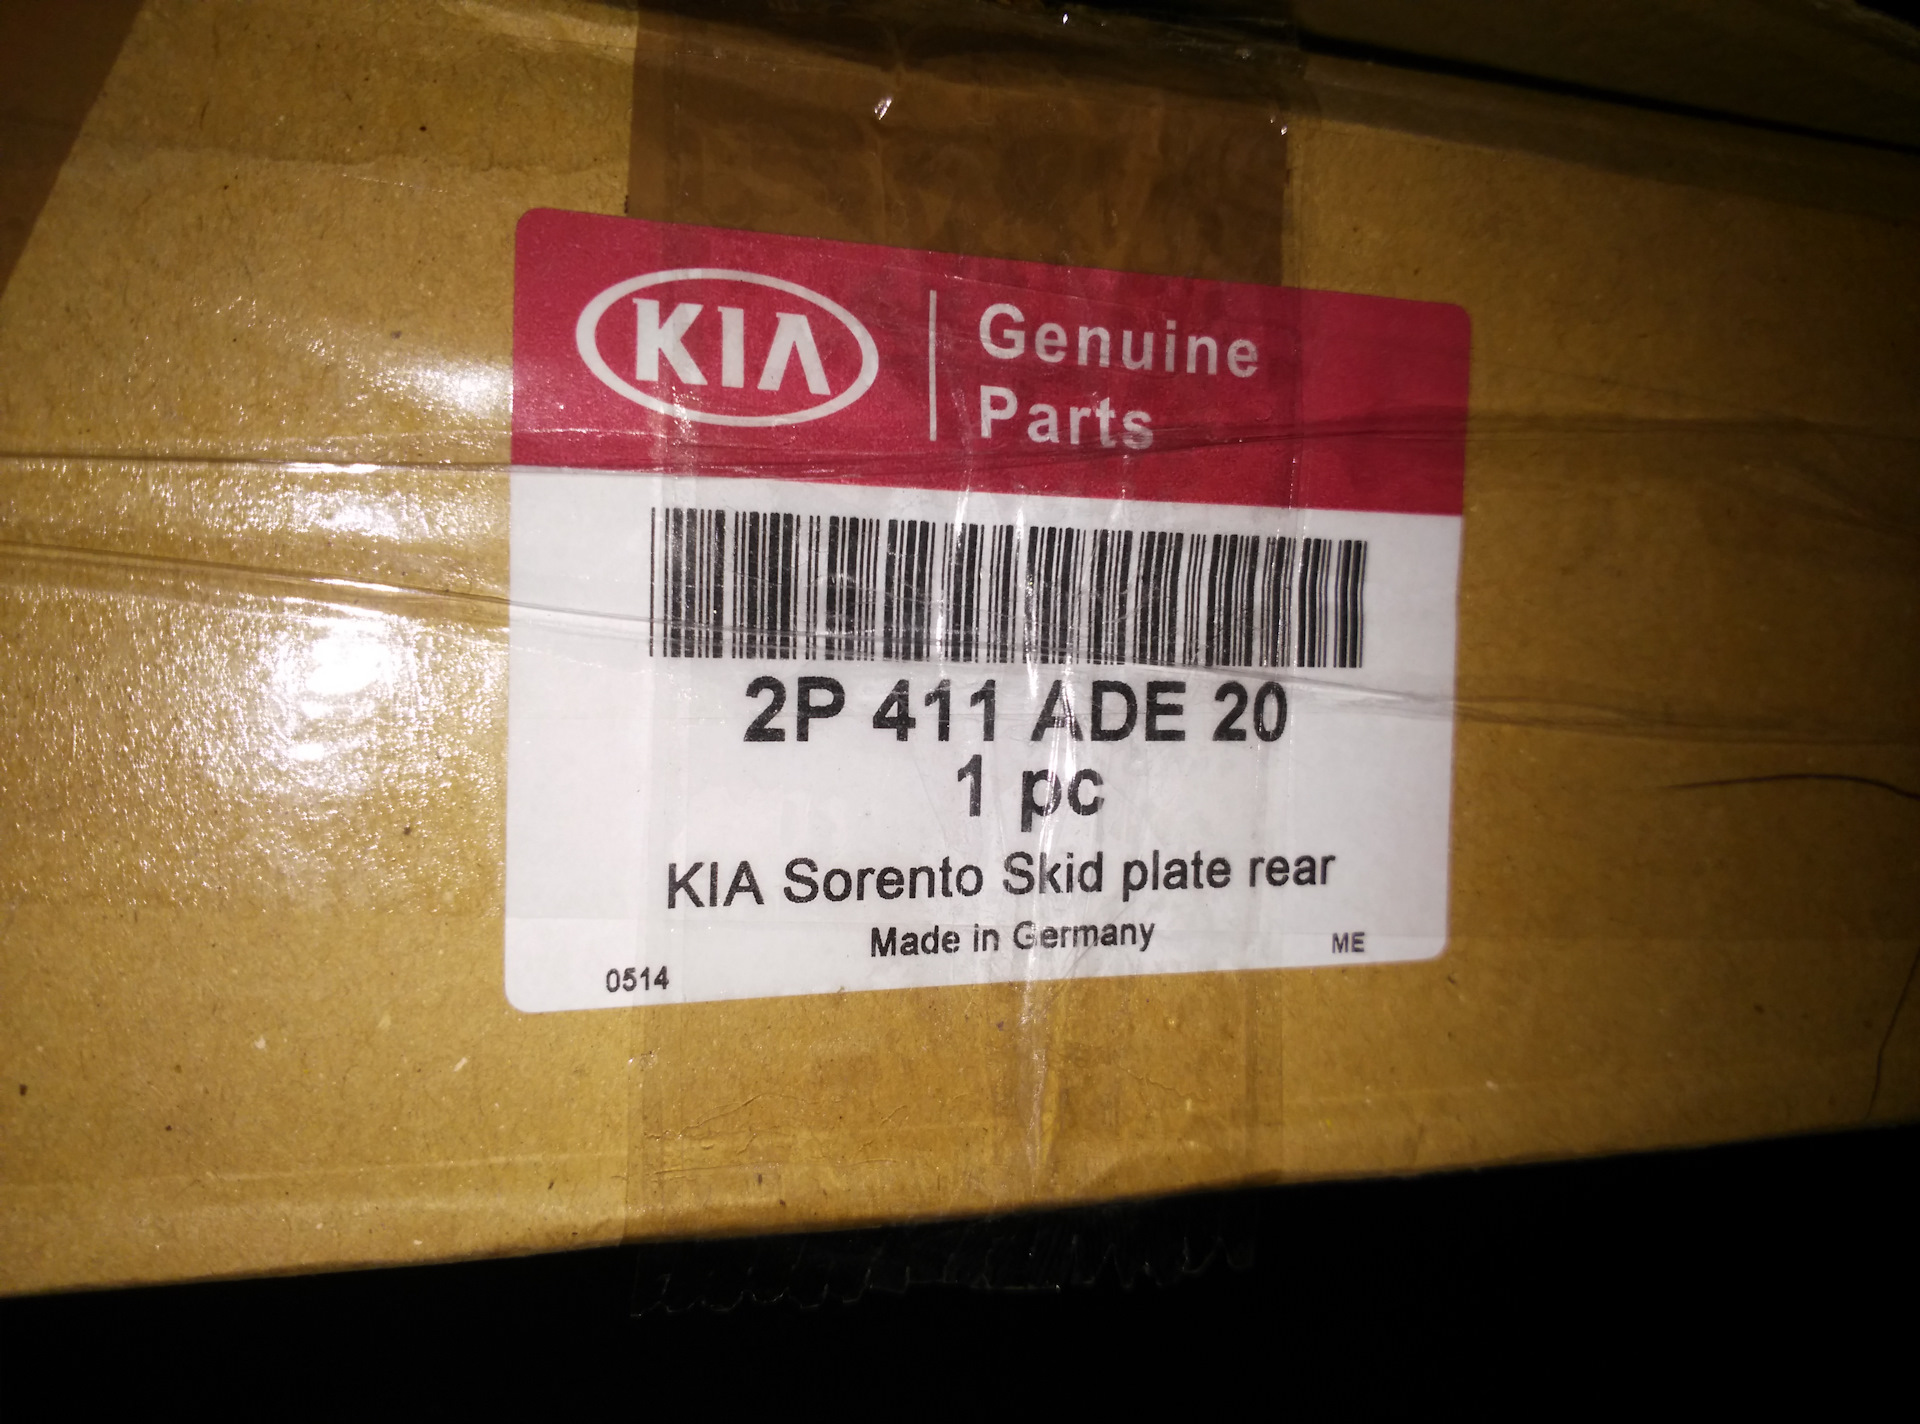 KIA
Genuine
Parts
2P 411 ADE 20
1 pc
KIA Sorento Skid plate rear
Made in Germany
ME
0514